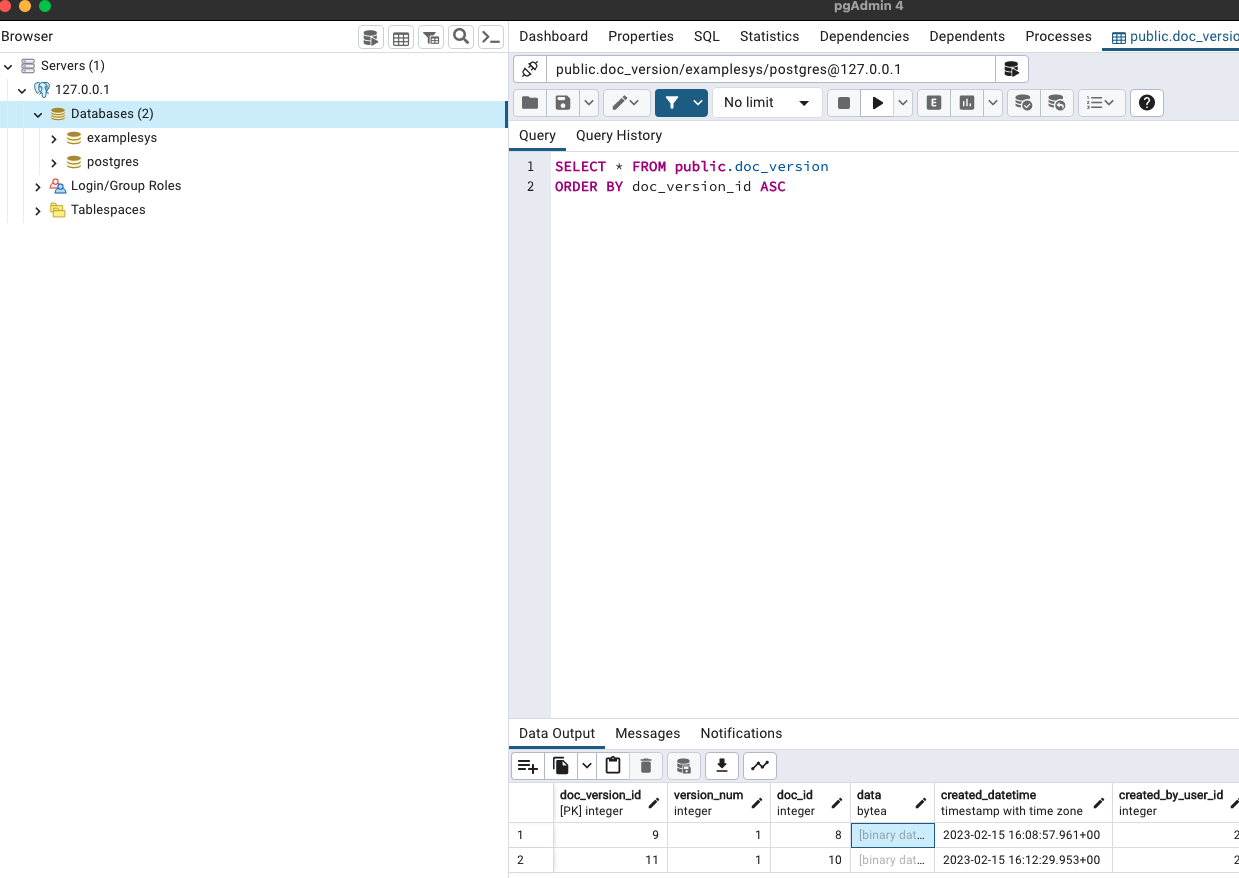 pgAdmin 4
Browser
Dashboard Properties SQL Statistics Dependencies Dependents Processes public.doc_versio
Servers (1)
127.0.0.1
Databases (2)
examplesys
postgres
Login/Group Roles
Tablespaces
public.doc_version/examplesys/postgres@127.0.0.1
No limit
E
Query Query History
1 SELECT * FROM public.doc_version
2 ORDER BY doc_version_id ASC
Data Output Messages Notifications
doc_version_id version_num doc_id data created_datetime created_by_user_id
[PK] integer integer integer bytea timestamp with time zone integer
1 9 1 8 [binary dat... 2023-02-15 16:08:57.961+00 2
2 11 1 10 [binary dat... 2023-02-15 16:12:29.953+00 2